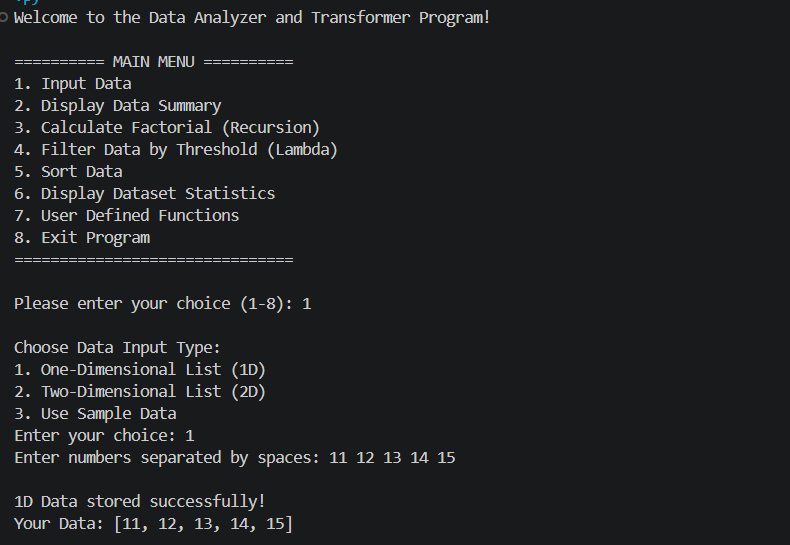 Welcome to the Data Analyzer and Transformer Program!
========== MAIN MENU ==========
1. Input Data
2. Display Data Summary
3. Calculate Factorial (Recursion)
4. Filter Data by Threshold (Lambda)
5. Sort Data
6. Display Dataset Statistics
7. User Defined Functions
8. Exit Program
===============================
Please enter your choice (1-8): 1
Choose Data Input Type:
1. One-Dimensional List (1D)
2. Two-Dimensional List (2D)
3. Use Sample Data
Enter your choice: 1
Enter numbers separated by spaces: 11 12 13 14 15
1D Data stored successfully!
Your Data: [11, 12, 13, 14, 15]